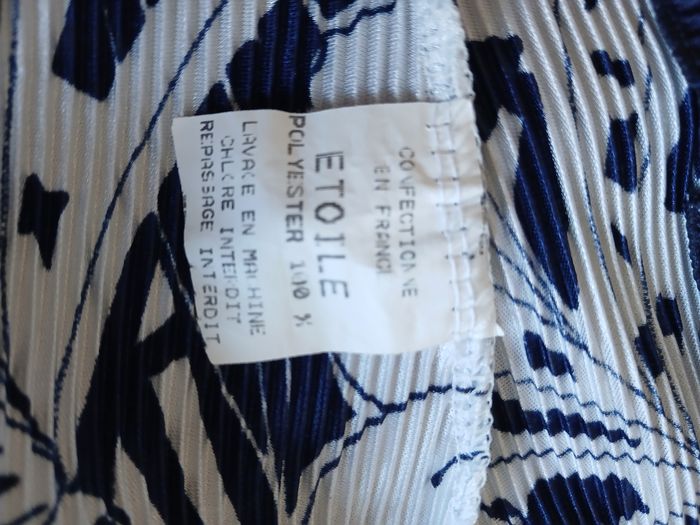 CONFECTIONNE
EN FRANCE
ETOILE
POLYESTER 100 %
LAVAGE EN MACHINE
CHLORE INTERDIT
REPASSAGE INTERDIT